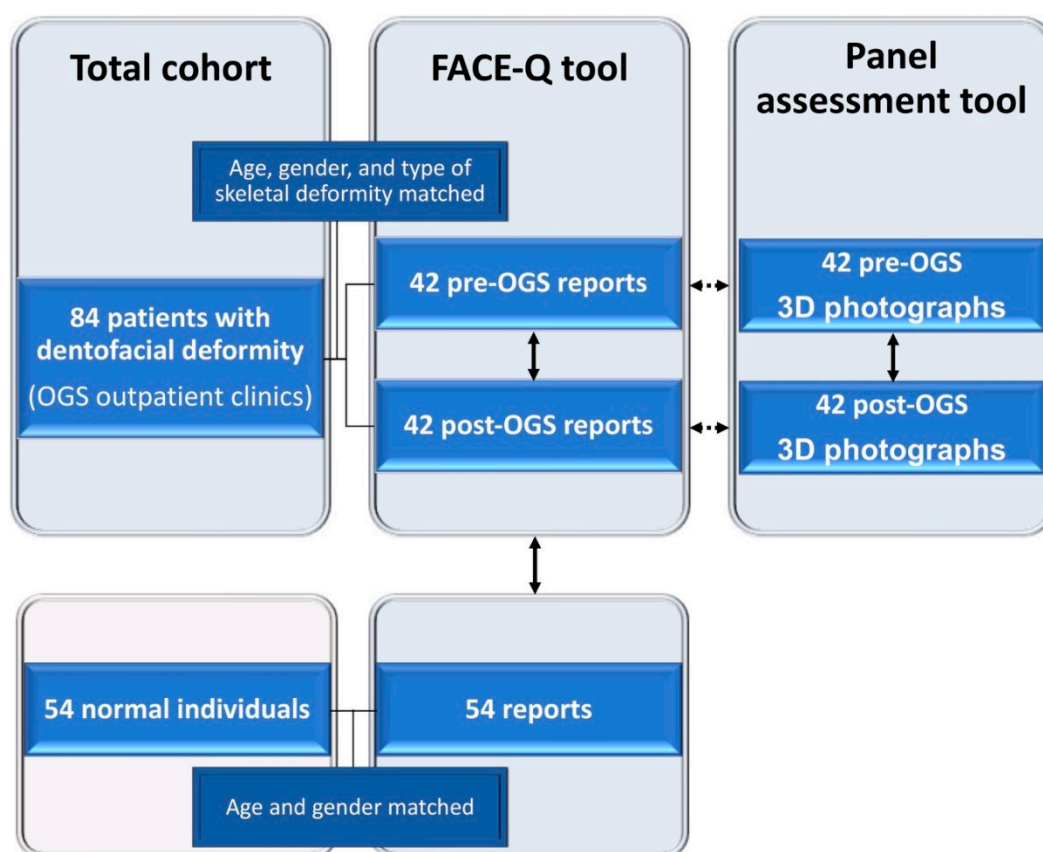 Total cohort
FACE-Q tool
Panel
assessment tool
Age, gender, and type of
skeletal deformity matched
84 patients with
dentofacial deformity
(OGS outpatient clinics)
42 pre-OGS reports
42 post-OGS reports
42 pre-OGS
3D photographs
42 post-OGS
3D photographs
54 normal individuals
54 reports
Age and gender matched